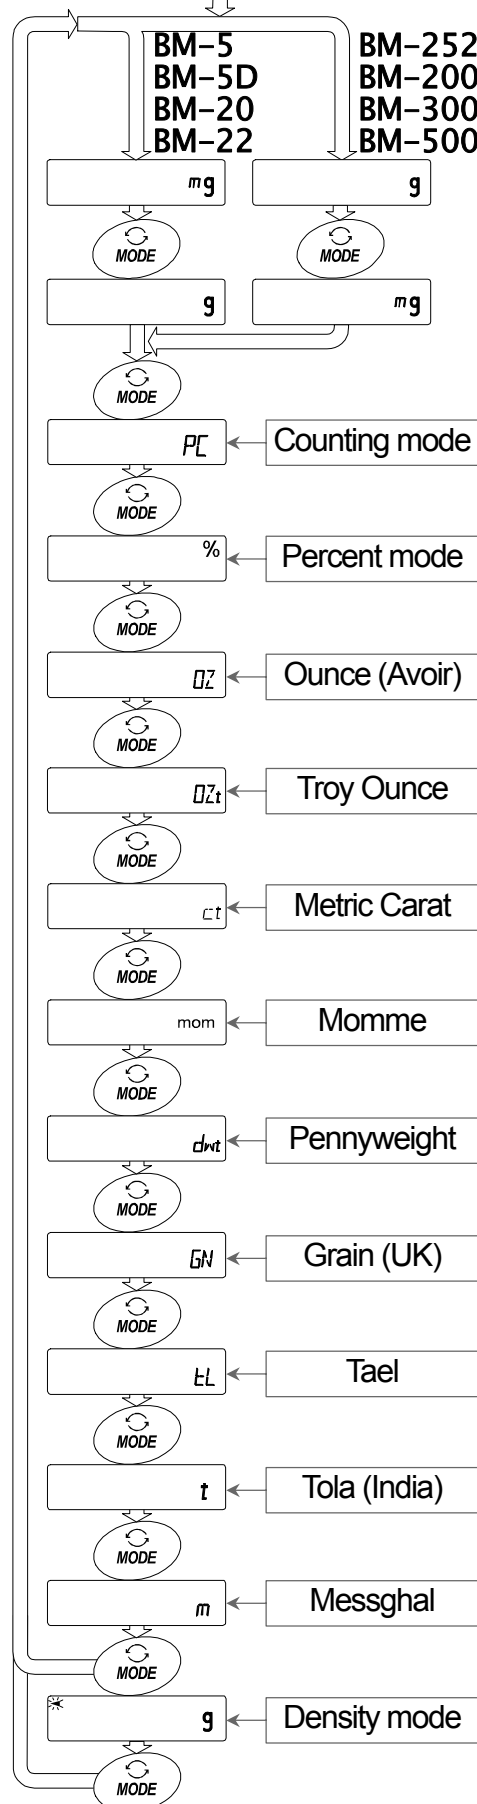 BM-5
BM-5D
BM-20
BM-22
BM-252
BM-200
BM-300
BM-500
mg
g
MODE
MODE
g
mg
MODE
PC
Counting mode
MODE
%
Percent mode
MODE
OZ
Ounce (Avoir)
MODE
OZt
Troy Ounce
MODE
ct
Metric Carat
MODE
mom
Momme
MODE
dwt
Pennyweight
MODE
GN
Grain (UK)
MODE
tL
Tael
MODE
t
Tola (India)
MODE
m
Messghal
MODE
g
Density mode
MODE